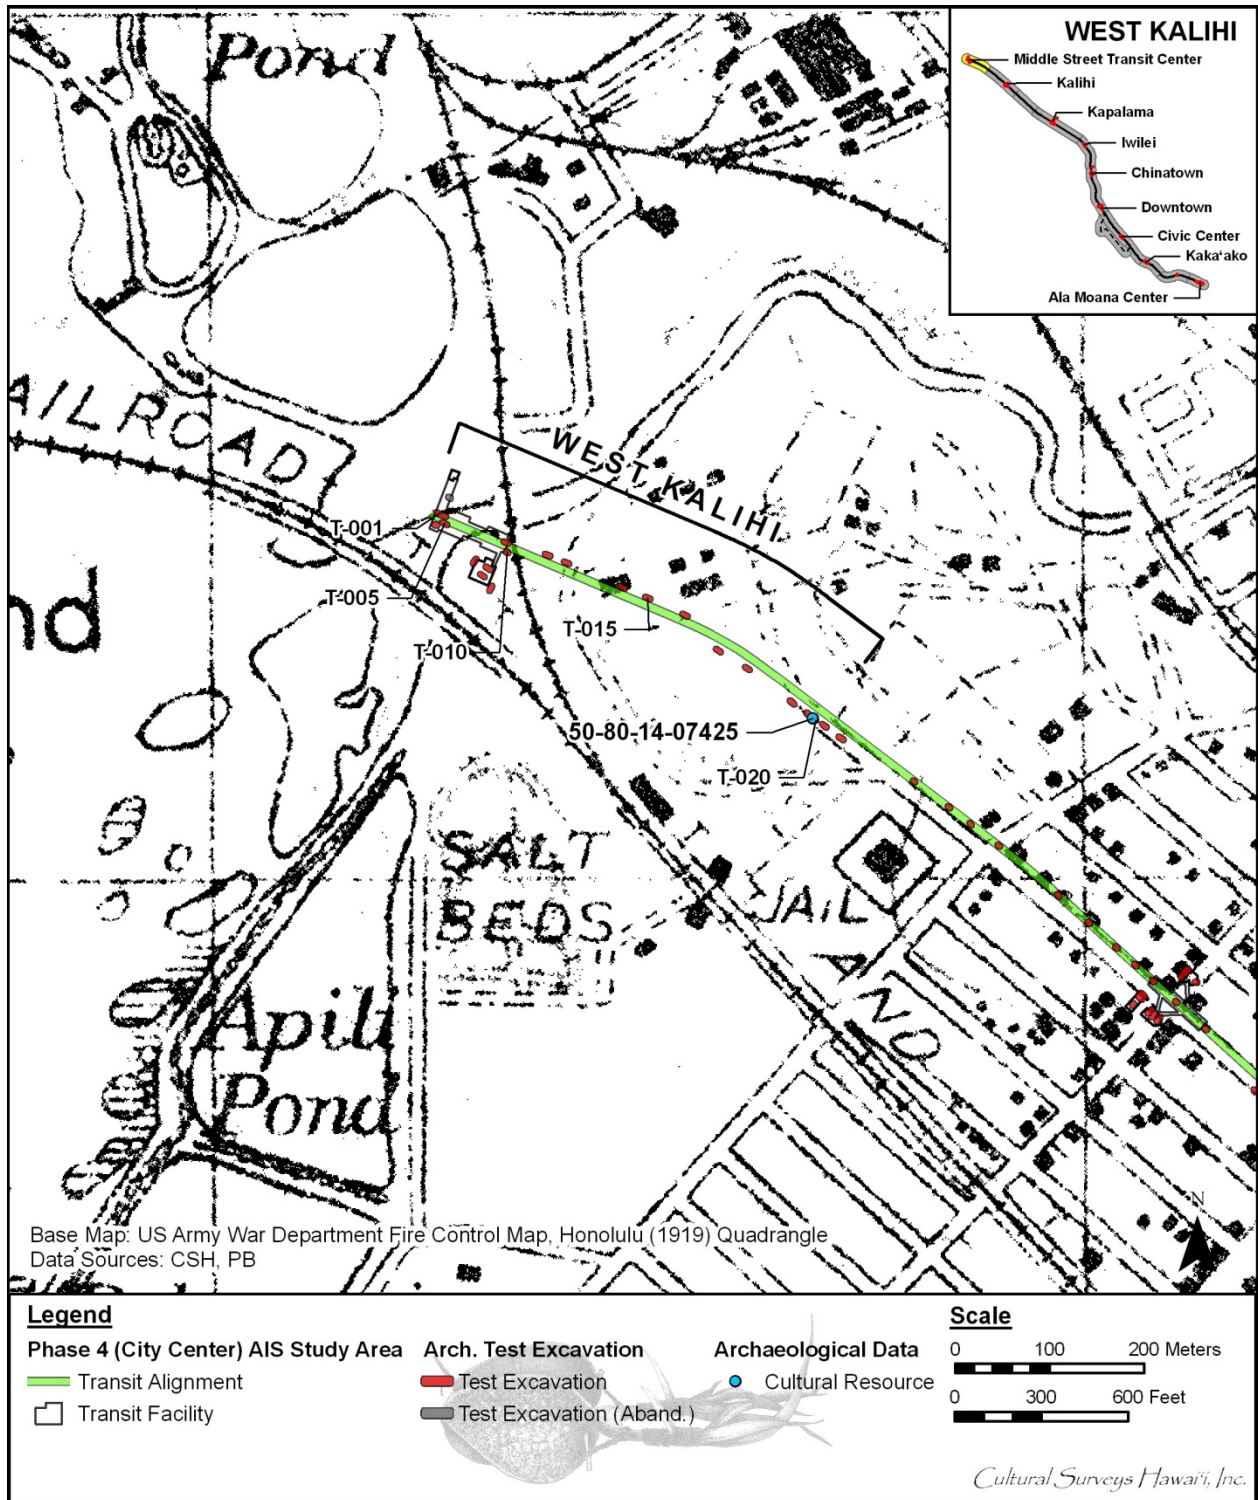 Pond
WEST KALIHI
Middle Street Transit Center
Kalihi
Kapalama
Iwilei
Chinatown
Downtown
Civic Center
Kakaʻako
Ala Moana Center
AILROAD
WEST KALIHI
T-001
T-005
T-010
T-015
nd
50-80-14-07425
T-020
SALT
BEDS
JAIL
AND
Apili
Pond
N
Base Map: US Army War Department Fire Control Map, Honolulu (1919) Quadrangle
Data Sources: CSH, PB
Legend
Phase 4 (City Center) AIS Study Area
Transit Alignment
Transit Facility
Arch. Test Excavation
Test Excavation
Test Excavation (Aband.)
Archaeological Data
Cultural Resource
Scale
0 100 200 Meters
0 300 600 Feet
Cultural Surveys Hawaiʻi, Inc.